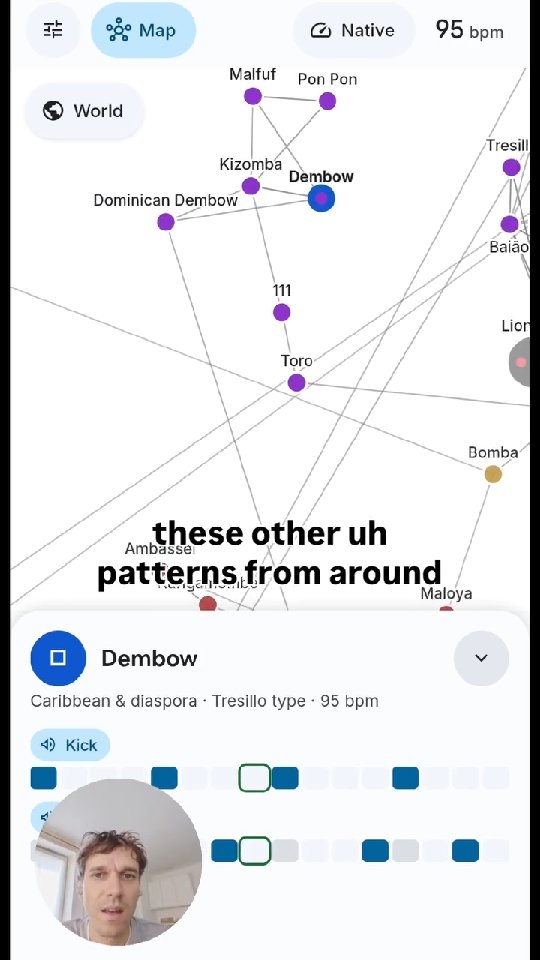 Map
Native
95 bpm
World
Malfuf
Pon Pon
Kizomba
Dembow
Dominican Dembow
Tresill
Baião
111
Toro
Lion
Bomba
these other uh
patterns from around
Ambasse
Maloya
Dembow
Caribbean & diaspora · Tresillo type · 95 bpm
Kick